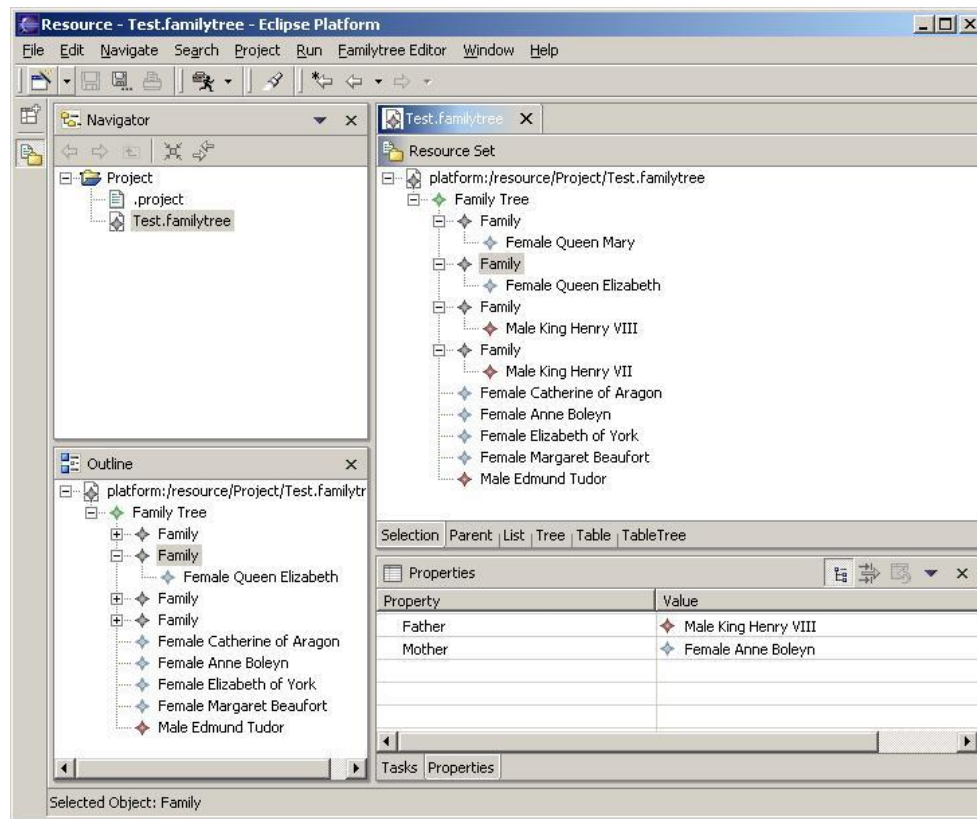 Resource - Test.familytree - Eclipse Platform
File Edit Navigate Search Project Run Familytree Editor Window Help
Navigator
Project
.project
Test.familytree
Test.familytree
Resource Set
platform:/resource/Project/Test.familytree
Family Tree
Family
Female Queen Mary
Family
Female Queen Elizabeth
Family
Male King Henry VIII
Family
Male King Henry VII
Female Catherine of Aragon
Female Anne Boleyn
Female Elizabeth of York
Female Margaret Beaufort
Male Edmund Tudor
Selection Parent List Tree Table TableTree
Outline
platform:/resource/Project/Test.familytr
Family Tree
Family
Family
Female Queen Elizabeth
Family
Family
Female Catherine of Aragon
Female Anne Boleyn
Female Elizabeth of York
Female Margaret Beaufort
Male Edmund Tudor
Properties
Property Value
Father Male King Henry VIII
Mother Female Anne Boleyn
Tasks Properties
Selected Object: Family